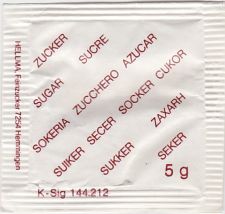 ZUCKER SUCRE AZUCAR
SUGAR ZUCCHERO SOCKER CUKOR
SOKERIA SECER ZAXARH
SUIKER SUKKER SEKER
5 g
K-Sig 144.212
HELLMA, Feinzucker 7254 Hemmingen